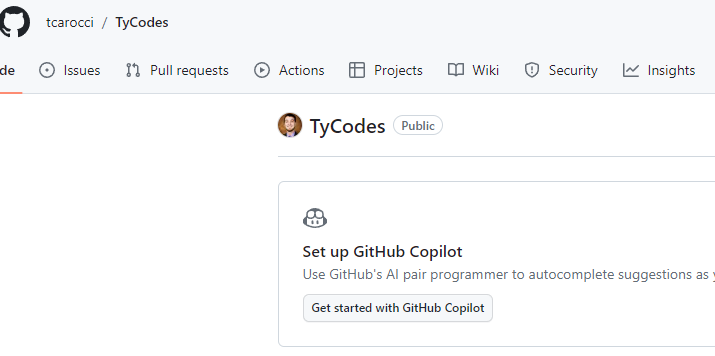 tcarocci / TyCodes
de Issues Pull requests Actions Projects Wiki Security Insights
TyCodes Public
Set up GitHub Copilot
Use GitHub's AI pair programmer to autocomplete suggestions as
Get started with GitHub Copilot